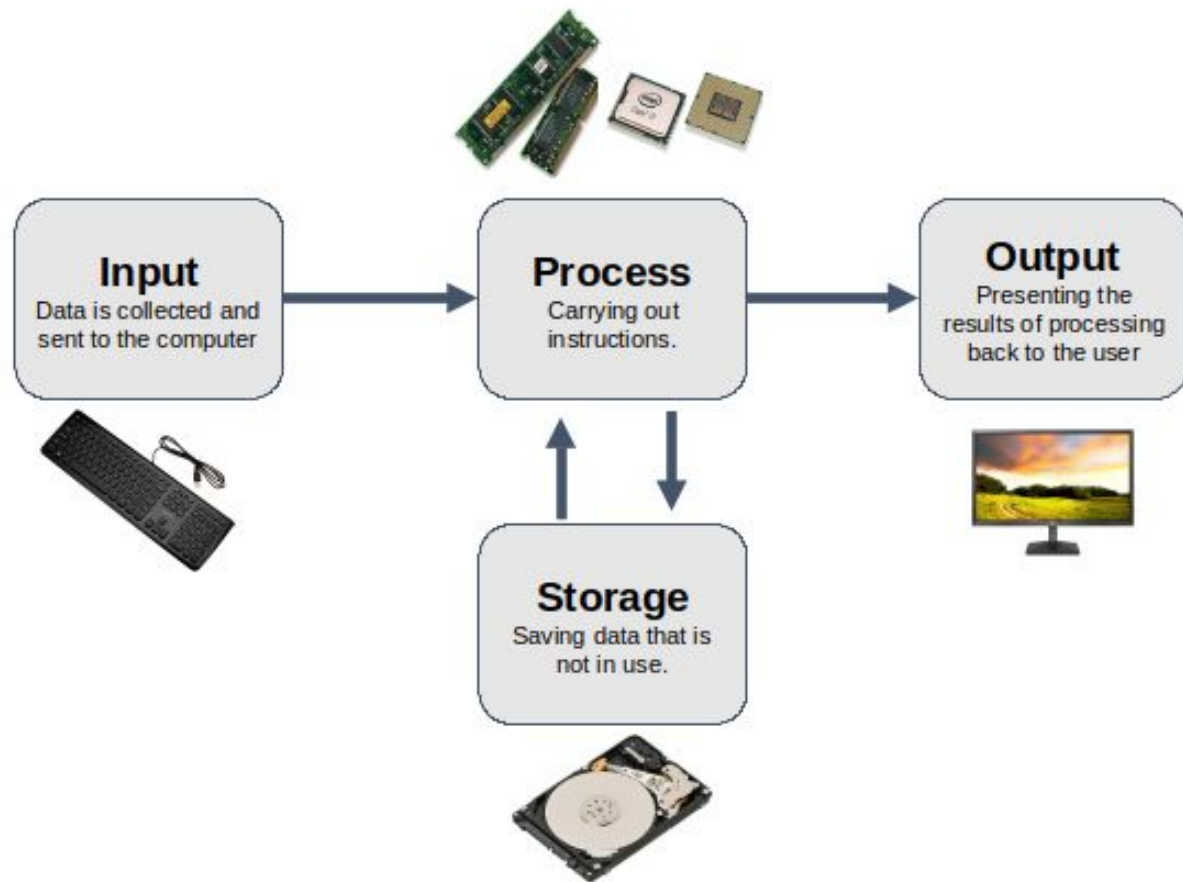 Input
Data is collected and
sent to the computer
Process
Carrying out
instructions.
Output
Presenting the
results of processing
back to the user
Storage
Saving data that is
not in use.